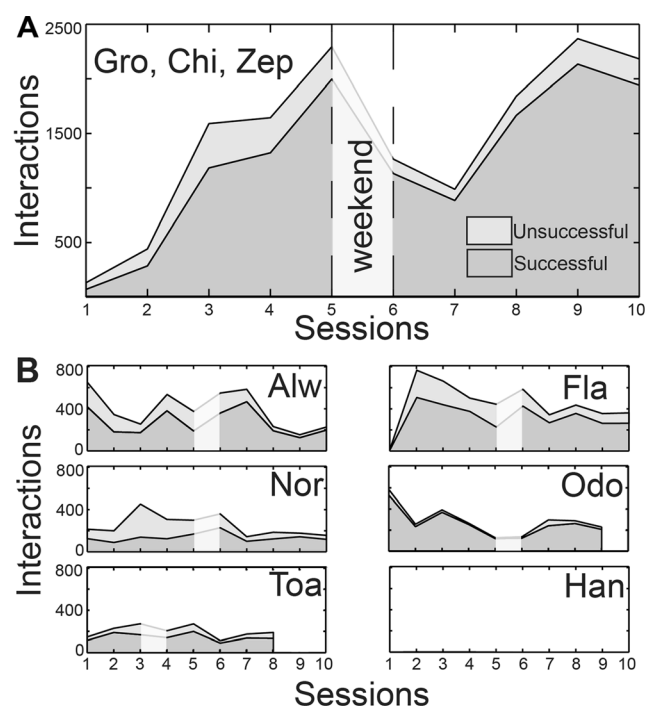 A
2500
Gro, Chi, Zep
1500
500
Interactions
weekend
Unsuccessful
Successful
1 2 3 4 5 6 7 8 9 10
Sessions
B
800
400
0
Alw
Fla
800
400
0
Nor
Odo
800
400
0
Toa
Han
Interactions
1 2 3 4 5 6 7 8 9 10
1 2 3 4 5 6 7 8 9 10
Sessions